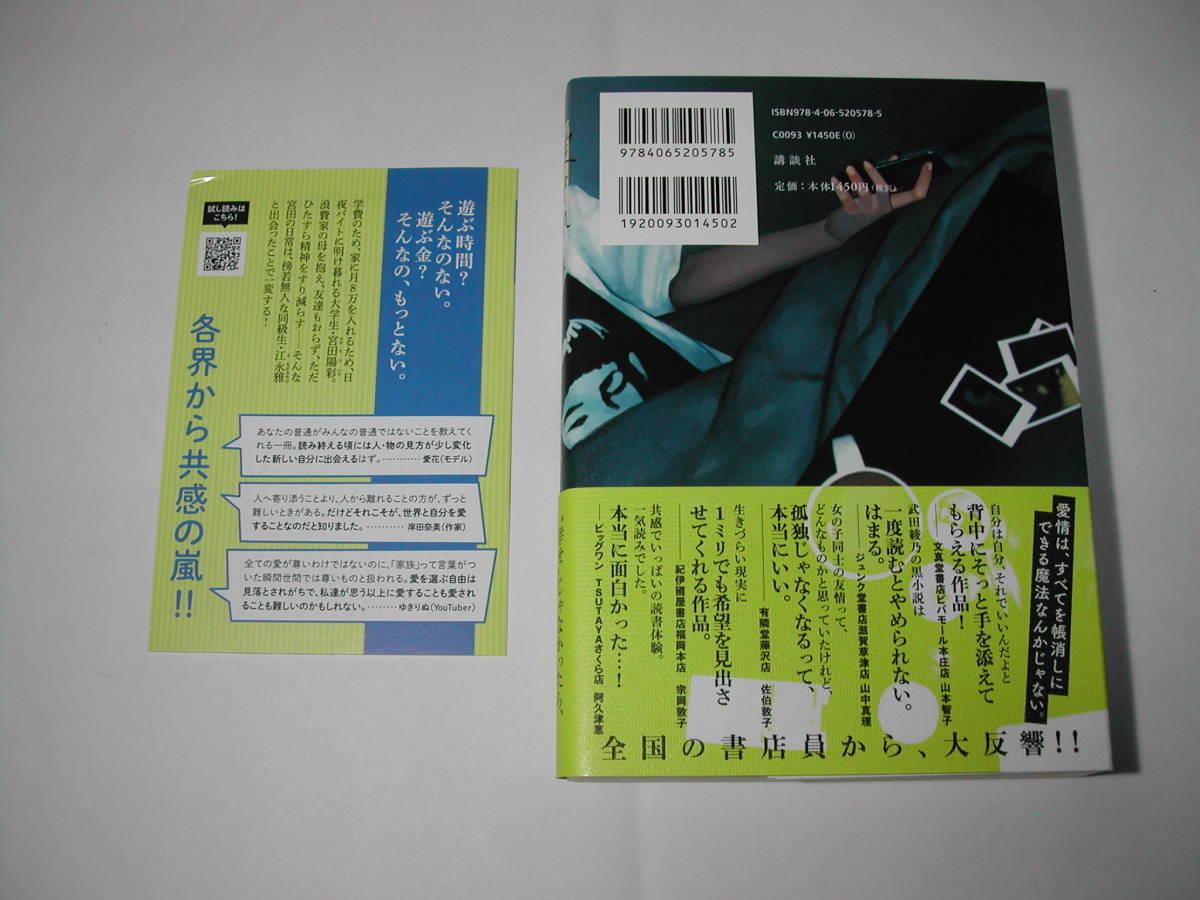 試し読みは
こちら!
遊ぶ時間?
そんなのない。
遊ぶ金?
そんなの、もっとない。
学費のため、家に月8万を入れるため、日
夜バイトに明け暮れる大学生・宮田陽彩。
浪費家の母を抱え、友達もおらず、ただ
ひたすら精神をすり減らす――そんな
宮田の日常は、傍若無人な同級生・江永雅
と出会ったことで一変する!
各界から共感の嵐!!
あなたの普通がみんなの普通ではないことを教えてく
れる一冊。読み終える頃には人・物の見方が少し変化
した新しい自分に出会えるはず。…………愛花(モデル)
人へ寄り添うことより、人から離れることの方が、ずっと
難しいときがある。だけどそれこそが、世界と自分を愛
することなのだと知りました。…………岸田奈美(作家)
全ての愛が尊いわけではないのに、「家族」って言葉がつ
いた瞬間世間では尊いものと扱われる。愛を選ぶ自由は
見落とされがちで、私達が思う以上に愛することも愛され
ることも難しいのかもしれない。………ゆきりぬ(YouTuber)
9784065205785
1920093014502
ISBN978-4-06-520578-5
C0093 ¥1450E(0)
講談社
定価:本体1450円(税別)
愛情は、すべてを帳消しに
できる魔法なんかじゃない。
自分は自分、それでいいんだよと
背中にそっと手を添えて
もらえる作品!
――文真堂書店ビバモール本庄店 山本智子
武田綾乃の黒小説は
一度読むとやめられない。
はまる。
――ジュンク堂書店滋賀草津店 山中真理
女の子同士の友情って、
どんなものかと思っていたけれど、
孤独じゃなくなるって、
本当にいい。
――有隣堂藤沢店 佐伯敦子
生きづらい現実に
1ミリでも希望を見出さ
せてくれる作品。
――紀伊國屋書店福岡本店 宗岡敦子
共感でいっぱいの読書体験。
一気読みでした。
本当に面白かった…!
――ビッグワンTSUTAYAさくら店 阿久津恵
全国の書店員から、大反響!!